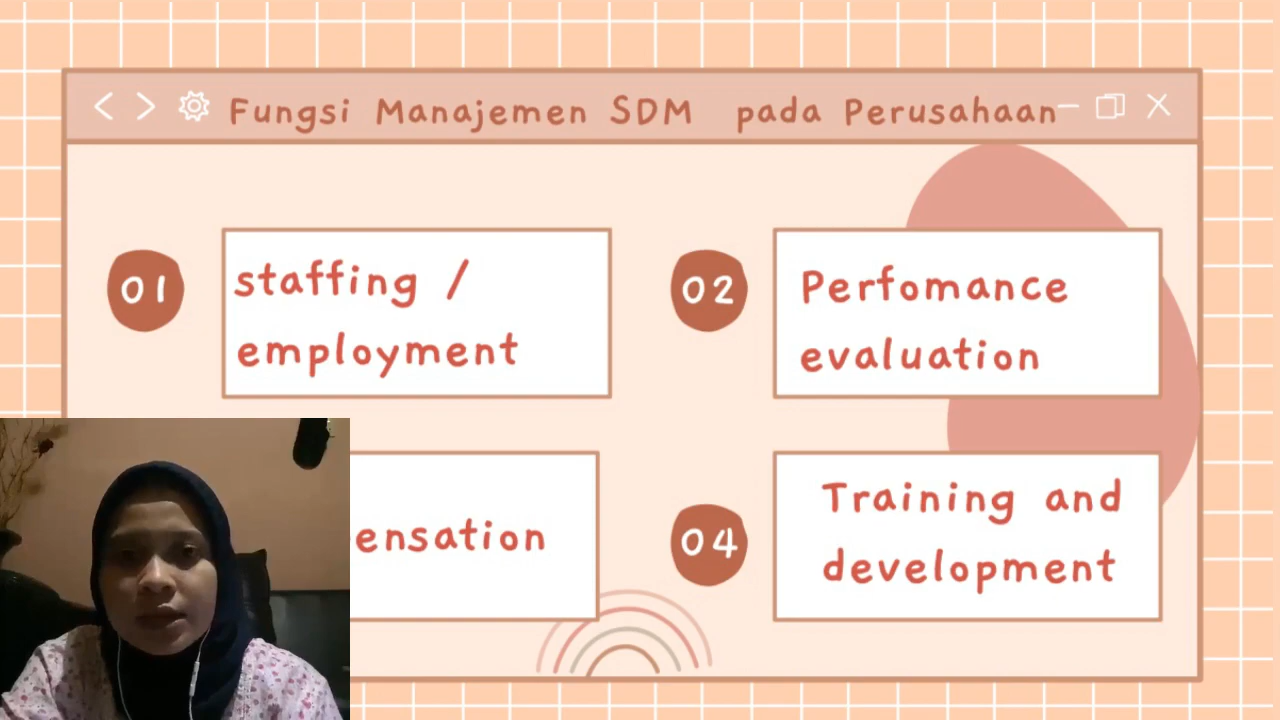 Fungsi Manajemen SDM pada Perusahaan
01
staffing /
employment
02
Perfomance
evaluation
ensation
04
Training and
development